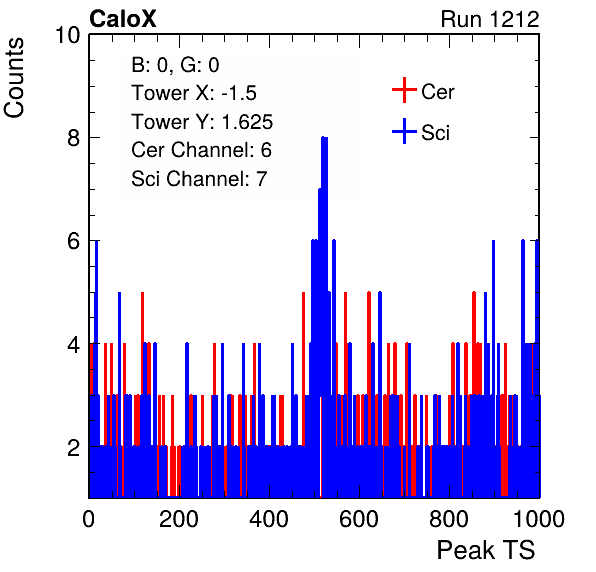 CaloX Run 1212
Counts
10
8
6
4
2
B: 0, G: 0
Tower X: -1.5
Tower Y: 1.625
Cer Channel: 6
Sci Channel: 7
Cer
Sci
0 200 400 600 800 1000
Peak TS